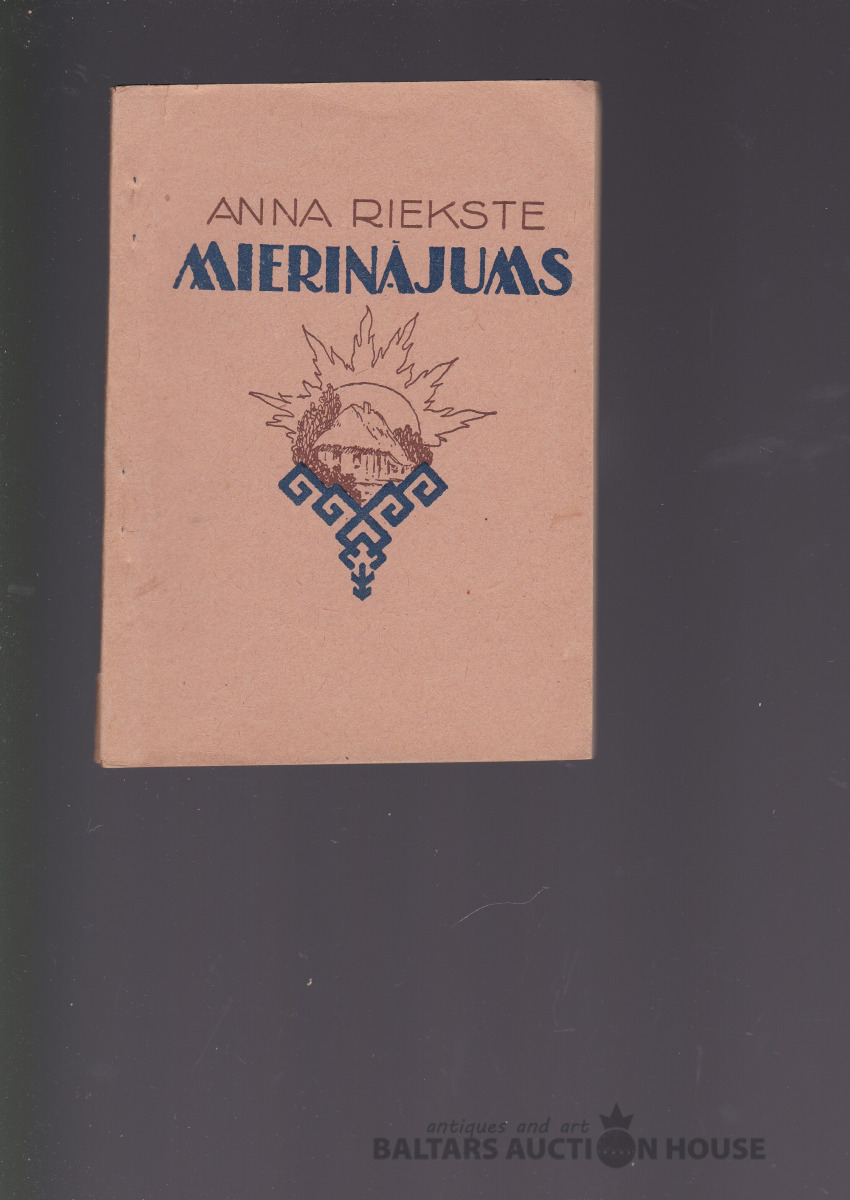 ANNA RIEKSTE
MIERINĀJUMS
antiques and art
BALTARS AUCTION HOUSE